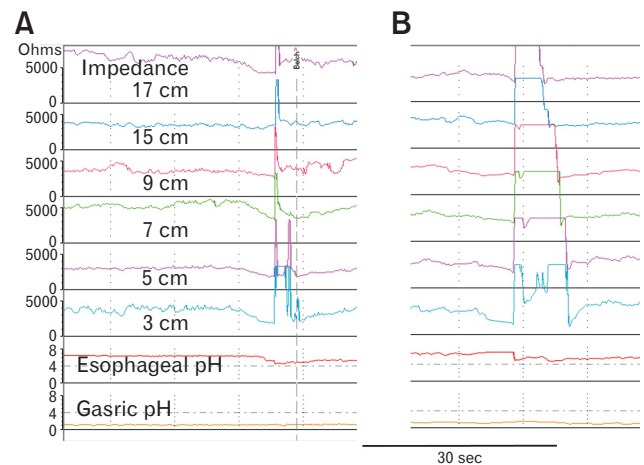 A
B
Ohms
5000
Impedance
0
17 cm
5000
0
15 cm
5000
0
9 cm
5000
0
7 cm
5000
0
5 cm
5000
0
3 cm
8
4
Esophageal pH
0
8
Gasric pH
4
0
Belch
30 sec